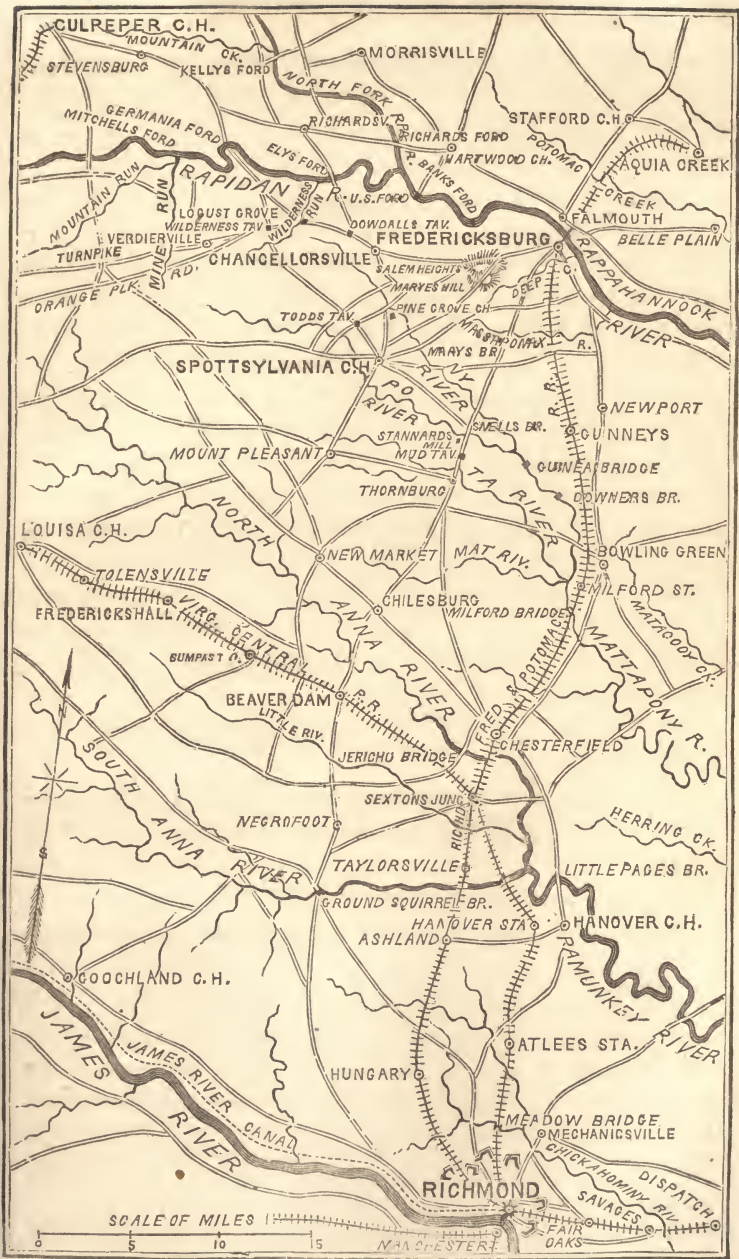 CULPEPER C.H.
MOUNTAIN CK.
MORRISVILLE
STEVENSBURG
KELLYS FORD
NORTH FORK RPR.
STAFFORD C.H.
GERMANIA FORD
MITCHELLS FORD
RICHARDSV.
RICHARDS FORD
HARTWOOD CH.
POTOMAC
CREEK
AQUIA CREEK
ELYS FORD
R. BANKS FORD
RAPIDAN
R.
U.S. FORD
MOUNTAIN RUN
MINE RUN
LOCUST GROVE
WILDERNESS TAV.
WILDERNESS RUN
DOWDALLS TAV.
FALMOUTH
BELLE PLAIN
VERDIERVILLE
FREDERICKSBURG
TURNPIKE
CHANCELLORSVILLE
RAPPAHANNOCK
RIVER
SALEM HEIGHTS
MARYES HILL
DEEP
C.
ORANGE PLK
RD.
PINE GROVE CH
TODDS TAV.
MASSAPONAX
R.
MARYS BR.
SPOTTSYLVANIA C.H
NY
RIVER
PO
RIVER
R. R.
NEWPORT
SNELLS BR.
GUINNEYS
STANNARDS
MILL
MUD TAV.
MOUNT PLEASANT
GUINEA BRIDGE
THORNBURG
TA RIVER
DOWNERS BR.
LOUISA C.H.
NORTH
ANNA
RIVER
NEW MARKET
MAT RIV.
BOWLING GREEN
TOLENSVILLE
MILFORD ST.
FREDERICKSHALL
VIRG. CENTRAL
R.R.
CHILESBURG
MILFORD BRIDGE
MATTAPONY R.
BUMPAST
FRED. & POTOMAC
BEAVER DAM
LITTLE RIV.
CHESTERFIELD
JERICHO BRIDGE
N
SOUTH
ANNA
RIVER
SEXTONS JUNC.
RICHD
HERRING CK.
NEGROFOOT
S
TAYLORSVILLE
LITTLE PAGES BR.
GROUND SQUIRREL BR.
HANOVER STA
HANOVER C.H.
ASHLAND
GOOCHLAND C.H.
PAMUNKEY
RIVER
JAMES
RIVER
JAMES RIVER
CANAL
ATLEES STA.
HUNGARY
MEADOW BRIDGE
MECHANICSVILLE
CHICKAHOMINY RIV.
DISPATCH
RICHMOND
SAVAGES
SCALE OF MILES
FAIR
OAKS
0 5 10 15
MANCHESTER